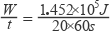 W/t = 1.452×10⁵J / 20×60s